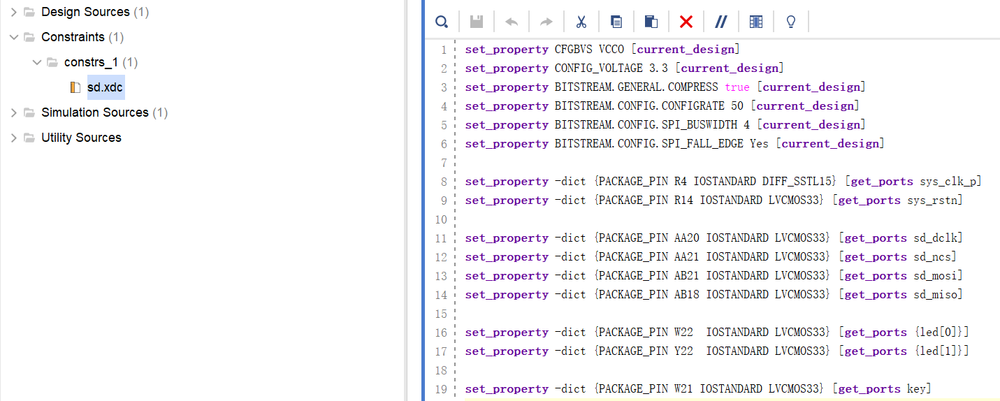 Design Sources (1)
Constraints (1)
constrs_1 (1)
sd.xdc
Simulation Sources (1)
Utility Sources
1 set_property CFGBVS VCCO [current_design]
2 set_property CONFIG_VOLTAGE 3.3 [current_design]
3 set_property BITSTREAM.GENERAL.COMPRESS true [current_design]
4 set_property BITSTREAM.CONFIG.CONFIGRATE 50 [current_design]
5 set_property BITSTREAM.CONFIG.SPI_BUSWIDTH 4 [current_design]
6 set_property BITSTREAM.CONFIG.SPI_FALL_EDGE Yes [current_design]
7
8 set_property -dict {PACKAGE_PIN R4 IOSTANDARD DIFF_SSTL15} [get_ports sys_clk_p]
9 set_property -dict {PACKAGE_PIN R14 IOSTANDARD LVCMOS33} [get_ports sys_rstn]
10
11 set_property -dict {PACKAGE_PIN AA20 IOSTANDARD LVCMOS33} [get_ports sd_dclk]
12 set_property -dict {PACKAGE_PIN AA21 IOSTANDARD LVCMOS33} [get_ports sd_ncs]
13 set_property -dict {PACKAGE_PIN AB21 IOSTANDARD LVCMOS33} [get_ports sd_mosi]
14 set_property -dict {PACKAGE_PIN AB18 IOSTANDARD LVCMOS33} [get_ports sd_miso]
15
16 set_property -dict {PACKAGE_PIN W22  IOSTANDARD LVCMOS33} [get_ports {led[0]}]
17 set_property -dict {PACKAGE_PIN Y22  IOSTANDARD LVCMOS33} [get_ports {led[1]}]
18
19 set_property -dict {PACKAGE_PIN W21 IOSTANDARD LVCMOS33} [get_ports key]